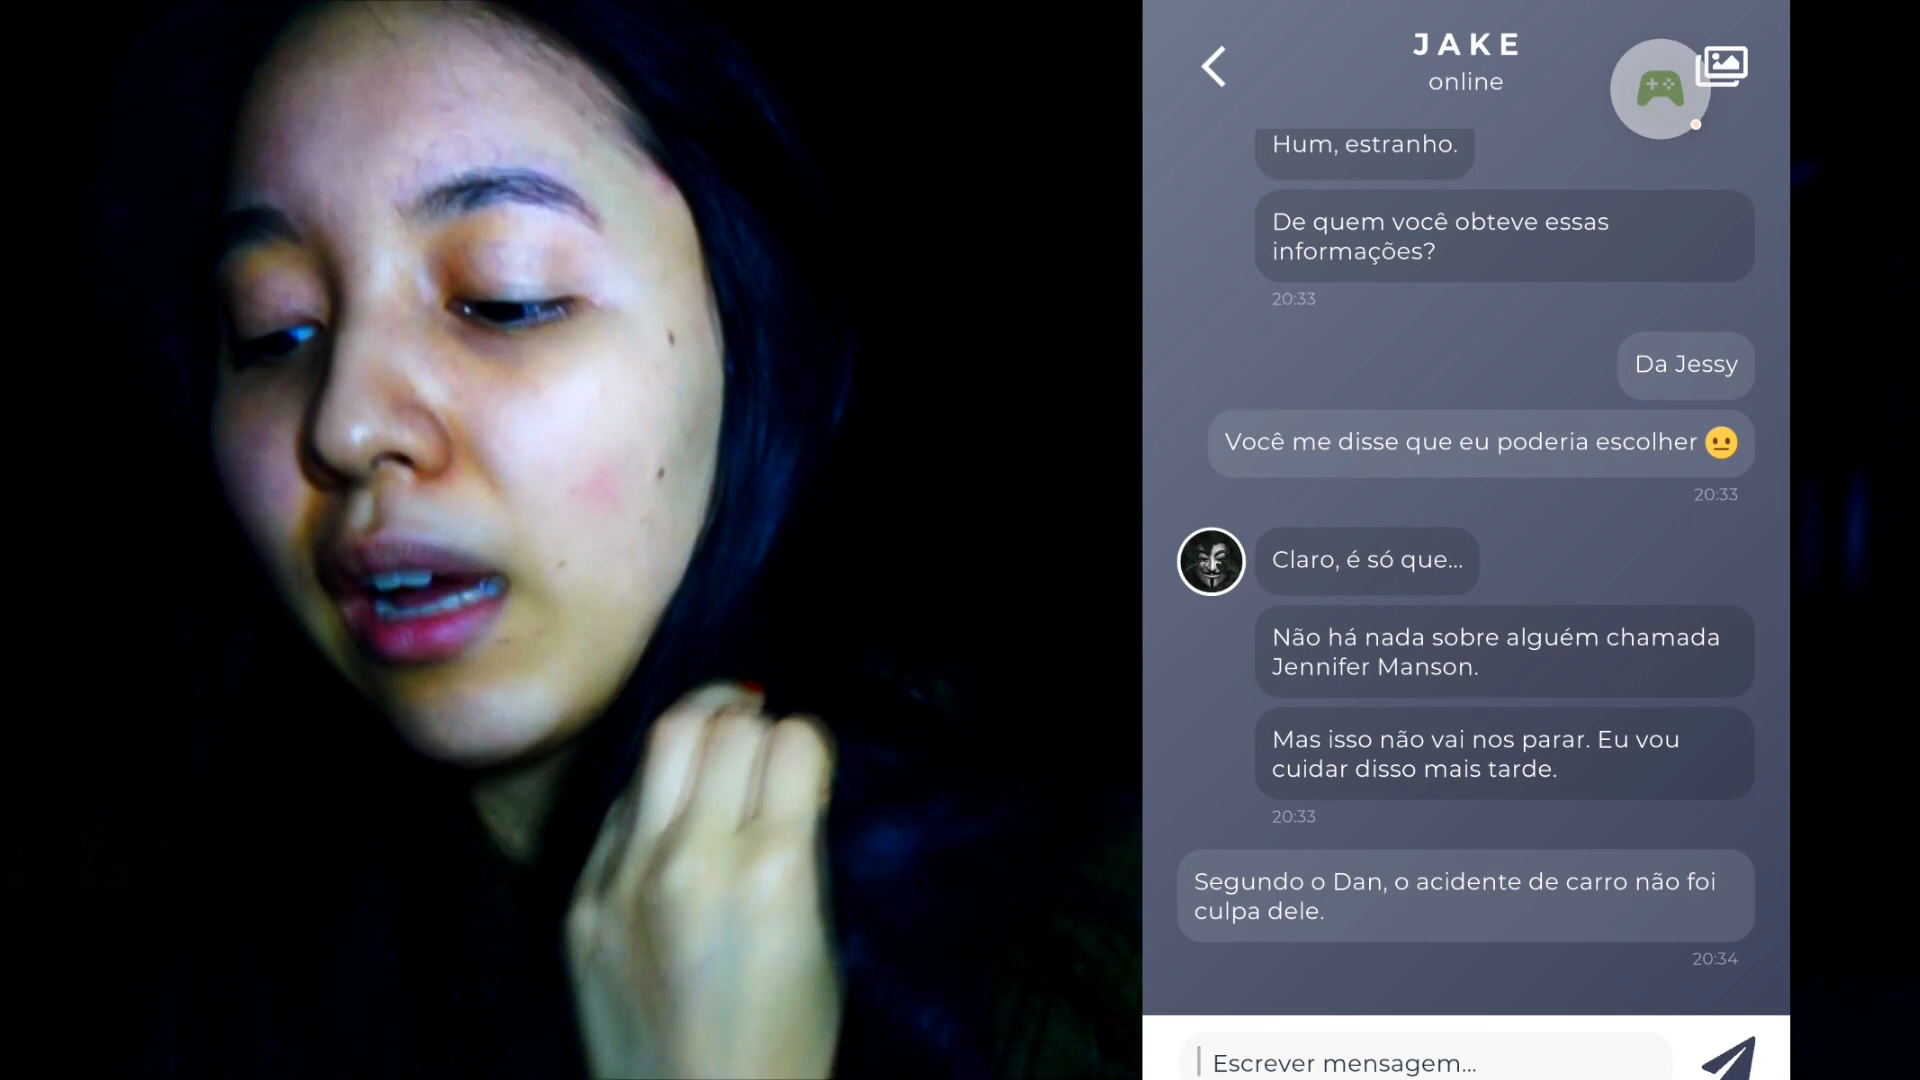 JAKE
online
Hum, estranho.
De quem você obteve essas
informações?
20:33
Da Jessy
Você me disse que eu poderia escolher 😐
20:33
Claro, é só que...
Não há nada sobre alguém chamada
Jennifer Manson.
Mas isso não vai nos parar. Eu vou
cuidar disso mais tarde.
20:33
Segundo o Dan, o acidente de carro não foi
culpa dele.
20:34
Escrever mensagem...